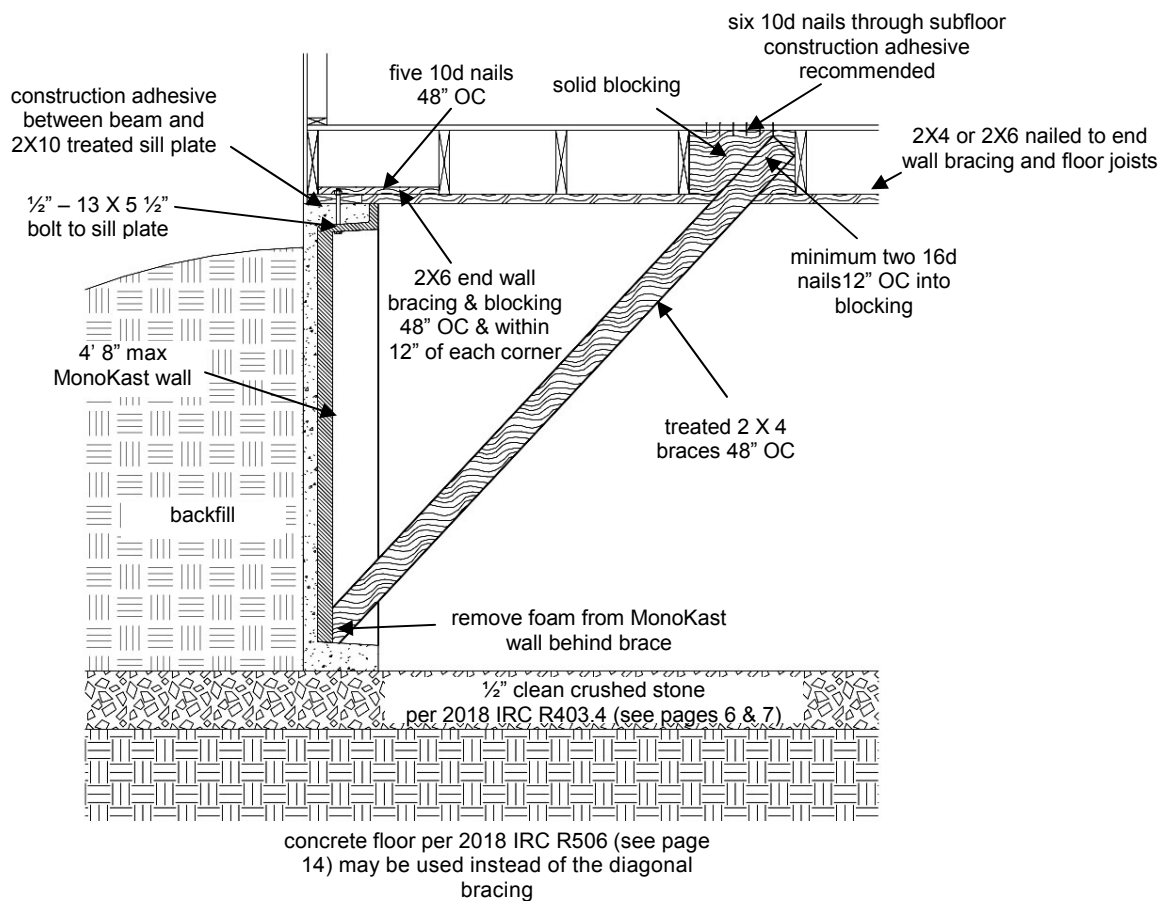 six 10d nails through subfloor
construction adhesive
recommended
five 10d nails
48” OC
solid blocking
construction adhesive
between beam and
2X10 treated sill plate
2X4 or 2X6 nailed to end
wall bracing and floor joists
½” – 13 X 5 ½”
bolt to sill plate
minimum two 16d
nails12” OC into
blocking
2X6 end wall
bracing & blocking
48” OC & within
12” of each corner
4’ 8” max
MonoKast wall
treated 2 X 4
braces 48” OC
backfill
remove foam from MonoKast
wall behind brace
½” clean crushed stone
per 2018 IRC R403.4 (see pages 6 & 7)
concrete floor per 2018 IRC R506 (see page
14) may be used instead of the diagonal
bracing